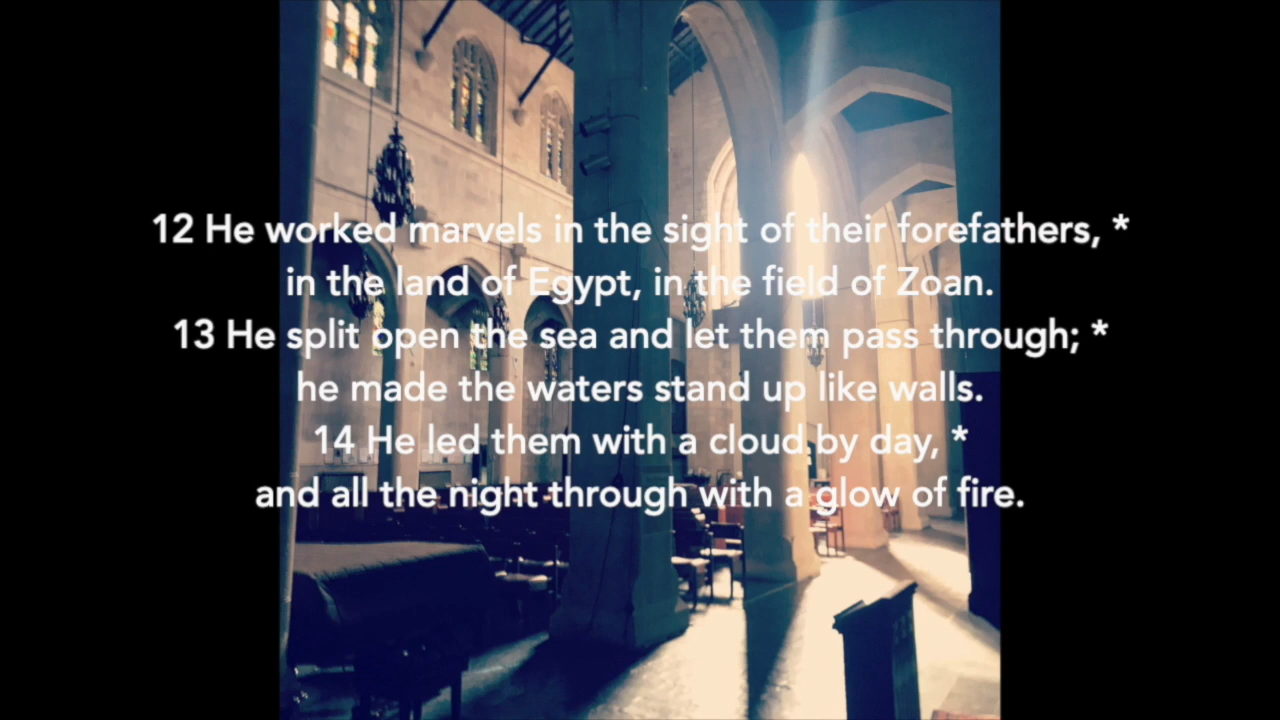 12 He worked marvels in the sight of their forefathers, *
in the land of Egypt, in the field of Zoan.
13 He split open the sea and let them pass through; *
he made the waters stand up like walls.
14 He led them with a cloud by day, *
and all the night through with a glow of fire.